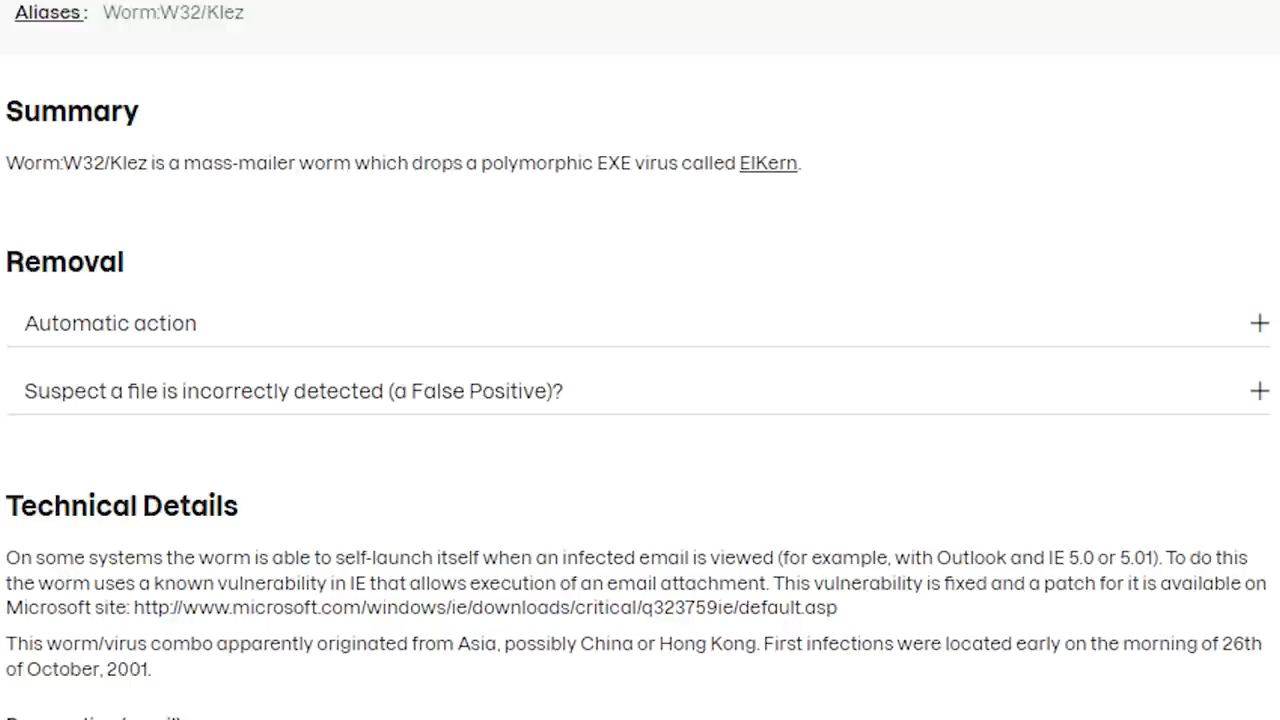 Aliases: Worm:W32/Klez
Summary
Worm:W32/Klez is a mass-mailer worm which drops a polymorphic EXE virus called ElKern.
Removal
Automatic action
Suspect a file is incorrectly detected (a False Positive)?
Technical Details
On some systems the worm is able to self-launch itself when an infected email is viewed (for example, with Outlook and IE 5.0 or 5.01). To do this
the worm uses a known vulnerability in IE that allows execution of an email attachment. This vulnerability is fixed and a patch for it is available on
Microsoft site: http://www.microsoft.com/windows/ie/downloads/critical/q323759ie/default.asp
This worm/virus combo apparently originated from Asia, possibly China or Hong Kong. First infections were located early on the morning of 26th
of October, 2001.